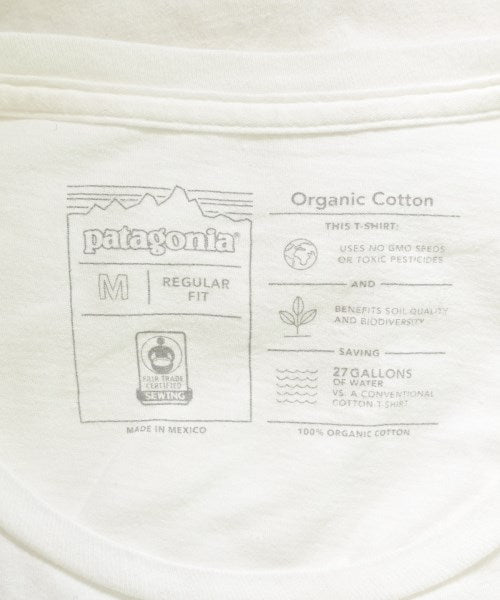 patagonia®
M
REGULAR
FIT
FAIR TRADE
CERTIFIED
SEWING
MADE IN MEXICO
Organic Cotton
THIS T-SHIRT:
USES NO GMO SEEDS
OR TOXIC PESTICIDES
AND
BENEFITS SOIL QUALITY
AND BIODIVERSITY
SAVING
27 GALLONS
OF WATER
VS. A CONVENTIONAL
COTTON T-SHIRT
100% ORGANIC COTTON